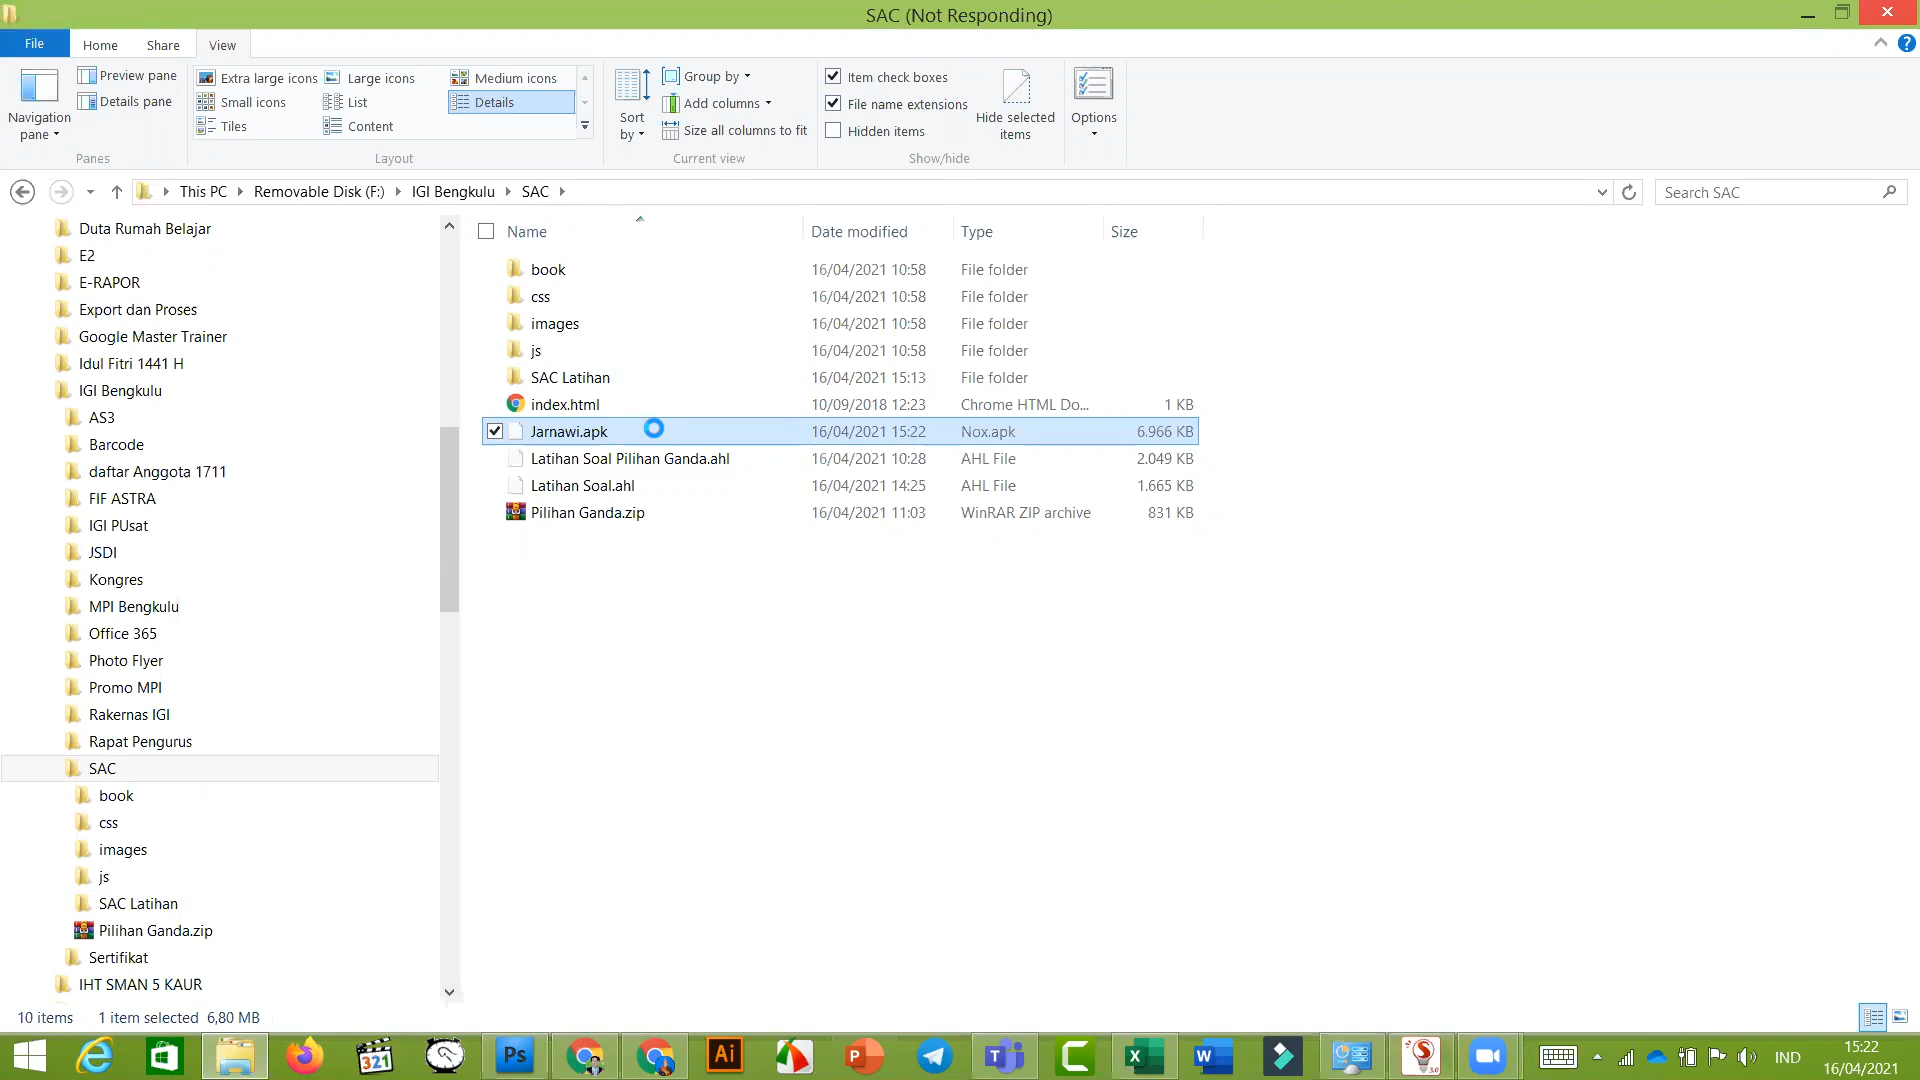 SAC (Not Responding)
File
Home
Share
View
Navigation
pane
Preview pane
Details pane
Panes
Extra large icons
Large icons
Medium icons
Small icons
List
Details
Tiles
Content
Layout
Sort
by
Group by
Add columns
Size all columns to fit
Current view
Item check boxes
File name extensions
Hidden items
Hide selected
items
Show/hide
Options
This PC
Removable Disk (F:)
IGI Bengkulu
SAC
Search SAC
Duta Rumah Belajar
E2
E-RAPOR
Export dan Proses
Google Master Trainer
Idul Fitri 1441 H
IGI Bengkulu
AS3
Barcode
daftar Anggota 1711
FIF ASTRA
IGI PUsat
JSDI
Kongres
MPI Bengkulu
Office 365
Photo Flyer
Promo MPI
Rakernas IGI
Rapat Pengurus
SAC
book
css
images
js
SAC Latihan
Pilihan Ganda.zip
Sertifikat
IHT SMAN 5 KAUR
Name Date modified Type Size
book 16/04/2021 10:58 File folder
css 16/04/2021 10:58 File folder
images 16/04/2021 10:58 File folder
js 16/04/2021 10:58 File folder
SAC Latihan 16/04/2021 15:13 File folder
index.html 10/09/2018 12:23 Chrome HTML Do... 1 KB
Jarnawi.apk 16/04/2021 15:22 Nox.apk 6.966 KB
Latihan Soal Pilihan Ganda.ahl 16/04/2021 10:28 AHL File 2.049 KB
Latihan Soal.ahl 16/04/2021 14:25 AHL File 1.665 KB
Pilihan Ganda.zip 16/04/2021 11:03 WinRAR ZIP archive 831 KB
10 items 1 item selected 6,80 MB
321
Ps
Ai
P
T
X
W
S
3.0
IND
15:22
16/04/2021